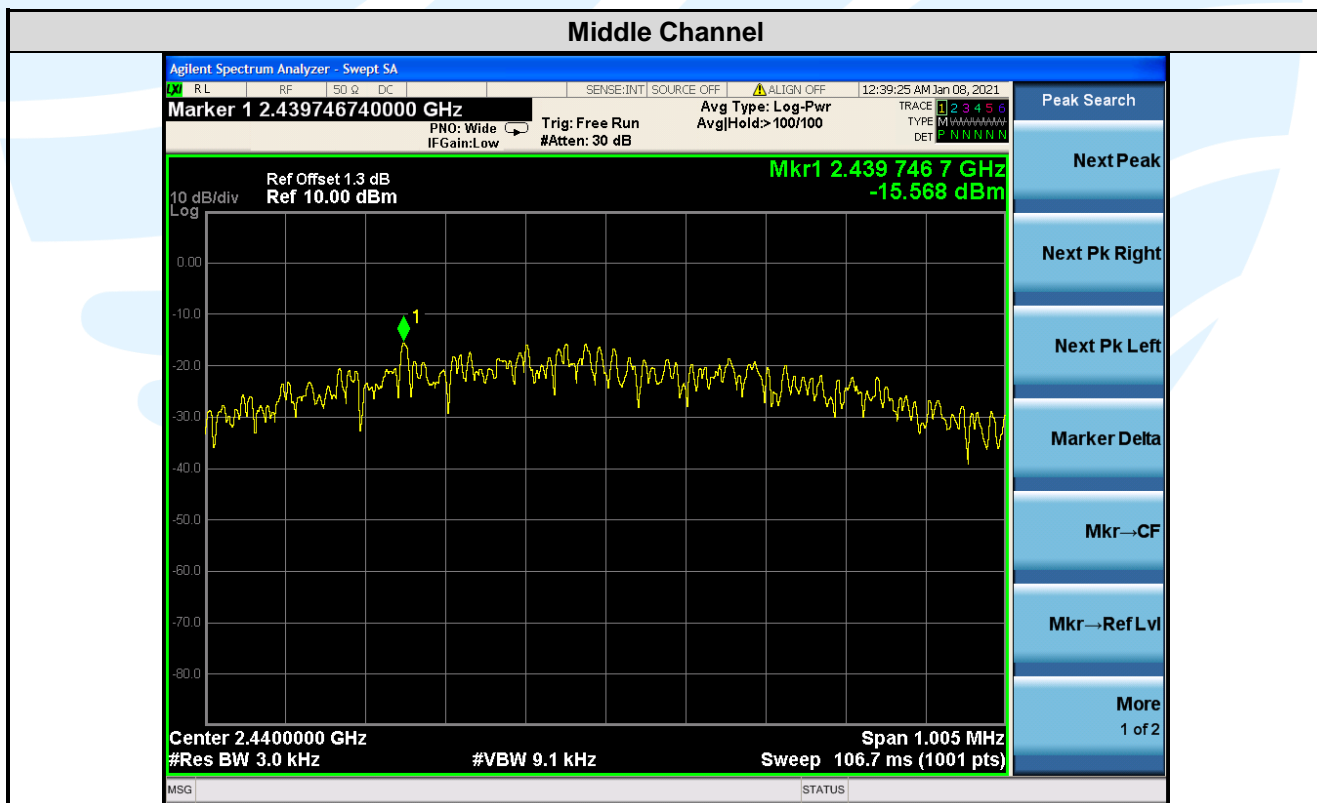 Middle Channel
Agilent Spectrum Analyzer - Swept SA
LXI RL RF 50 Ω DC SENSE:INT SOURCE OFF ALIGN OFF 12:39:25 AM Jan 08, 2021
Marker 1 2.439746740000 GHz
PNO: Wide
IFGain:Low
Trig: Free Run
#Atten: 30 dB
Avg Type: Log-Pwr
Avg|Hold:>100/100
TRACE 1 2 3 4 5 6
TYPE M
DET P N N N N N
Ref Offset 1.3 dB
Ref 10.00 dBm
Mkr1 2.439 746 7 GHz
-15.568 dBm
10 dB/div
Log
0.00
-10.0
-20.0
-30.0
-40.0
-50.0
-60.0
-70.0
-80.0
1
Center 2.4400000 GHz
Span 1.005 MHz
#Res BW 3.0 kHz
#VBW 9.1 kHz
Sweep 106.7 ms (1001 pts)
MSG
STATUS
Peak Search
Next Peak
Next Pk Right
Next Pk Left
Marker Delta
Mkr→CF
Mkr→Ref Lvl
More
1 of 2